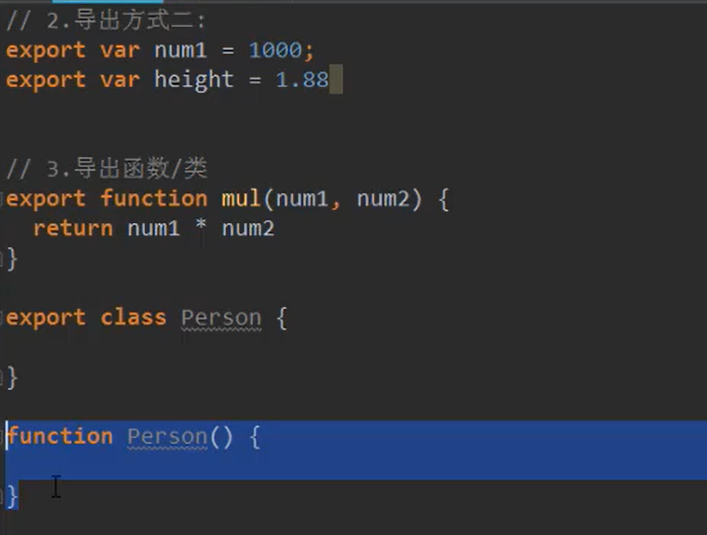 // 2.导出方式二:
export var num1 = 1000;
export var height = 1.88
// 3.导出函数/类
export function mul(num1, num2) {
return num1 * num2
}
export class Person {
}
function Person() {
}